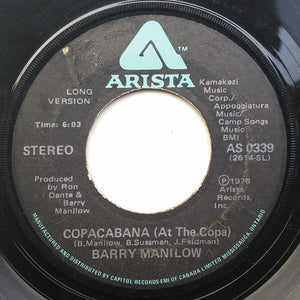 TM
ARISTA
LONG
VERSION
Time: 6:03
STEREO
Produced by
Ron
Dante &
Barry
Manilow
Kamakazi
Music
Corp./
Appoggiatura
Music/
Camp Songs
Music
BMI
AS 0339
(2614-SL)
℗ 1978
Arista
Records,
Inc.
COPACABANA (At The Copa)
(B.Manilow, B.Sussman, J.Feldman)
BARRY MANILOW
MANUFACTURED AND DISTRIBUTED BY CAPITOL RECORDS EMI OF CANADA LIMITED MISSISSAUGA, ONTARIO